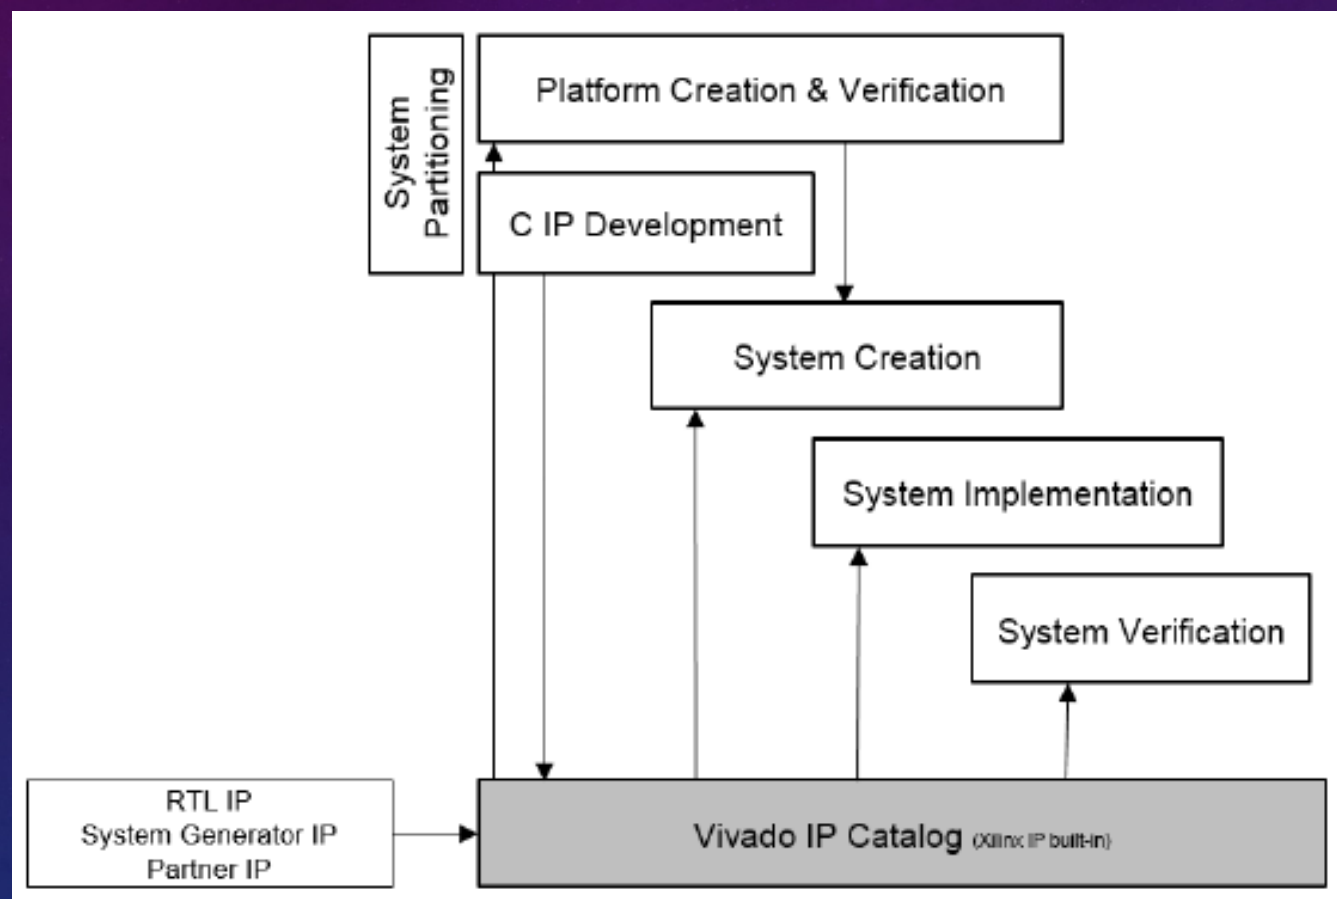 System
Partitioning
Platform Creation & Verification
C IP Development
System Creation
System Implementation
System Verification
RTL IP
System Generator IP
Partner IP
Vivado IP Catalog (Xilinx IP built-in)